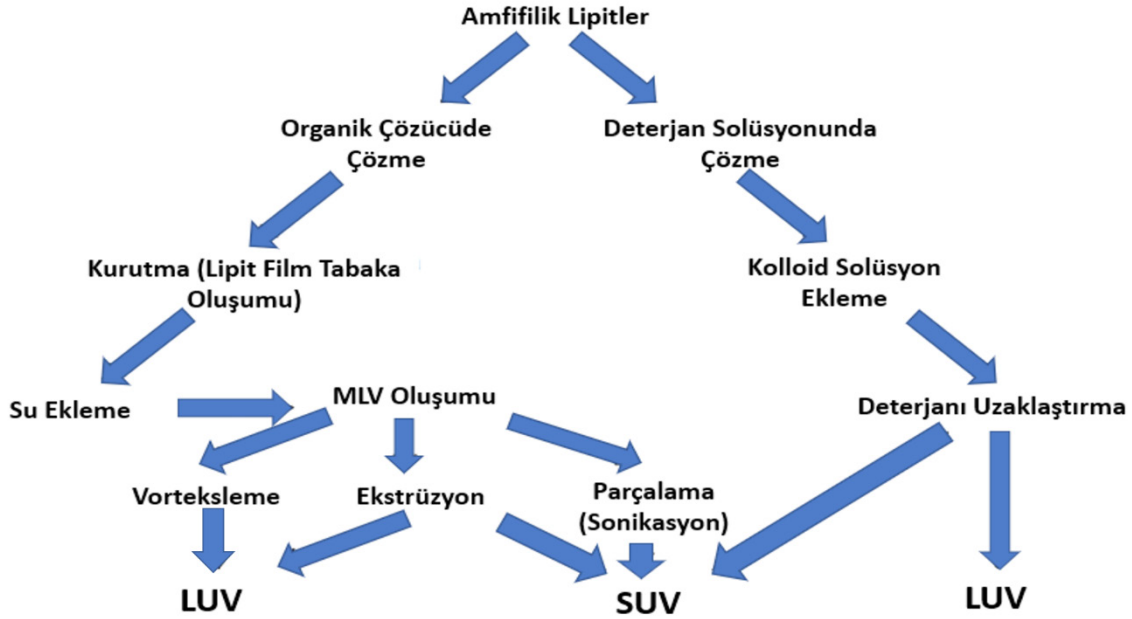 Amfifilik Lipitler
Organik Çözücüde
Çözme
Deterjan Solüsyonunda
Çözme
Kurutma (Lipit Film Tabaka
Oluşumu)
Kolloid Solüsyon
Ekleme
Su Ekleme
MLV Oluşumu
Deterjanı Uzaklaştırma
Vorteksleme
Ekstrüzyon
Parçalama
(Sonikasyon)
LUV
SUV
LUV